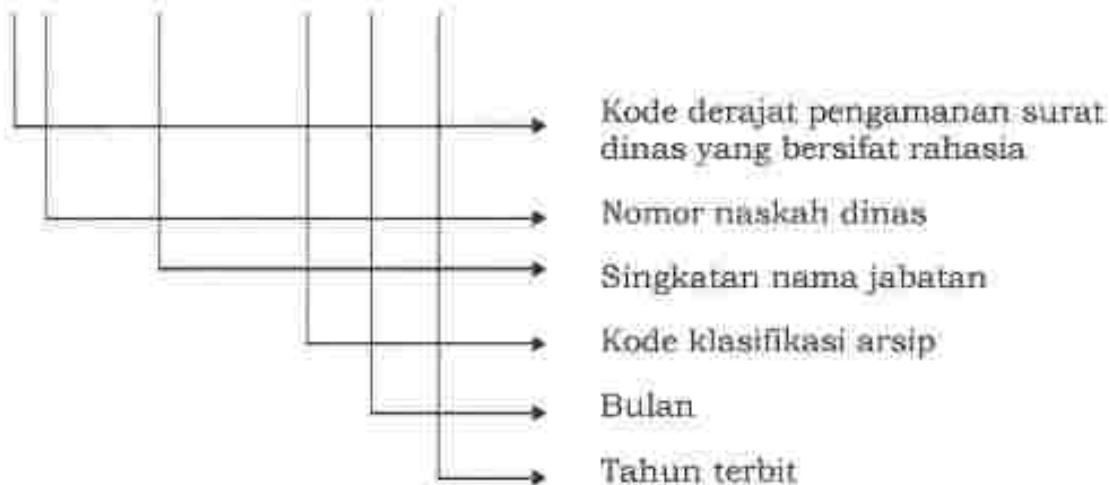 Kode derajat pengamanan surat
dinas yang bersifat rahasia
Nomor naskah dinas
Singkatan nama jabatan
Kode klasifikasi arsip
Bulan
Tahun terbit